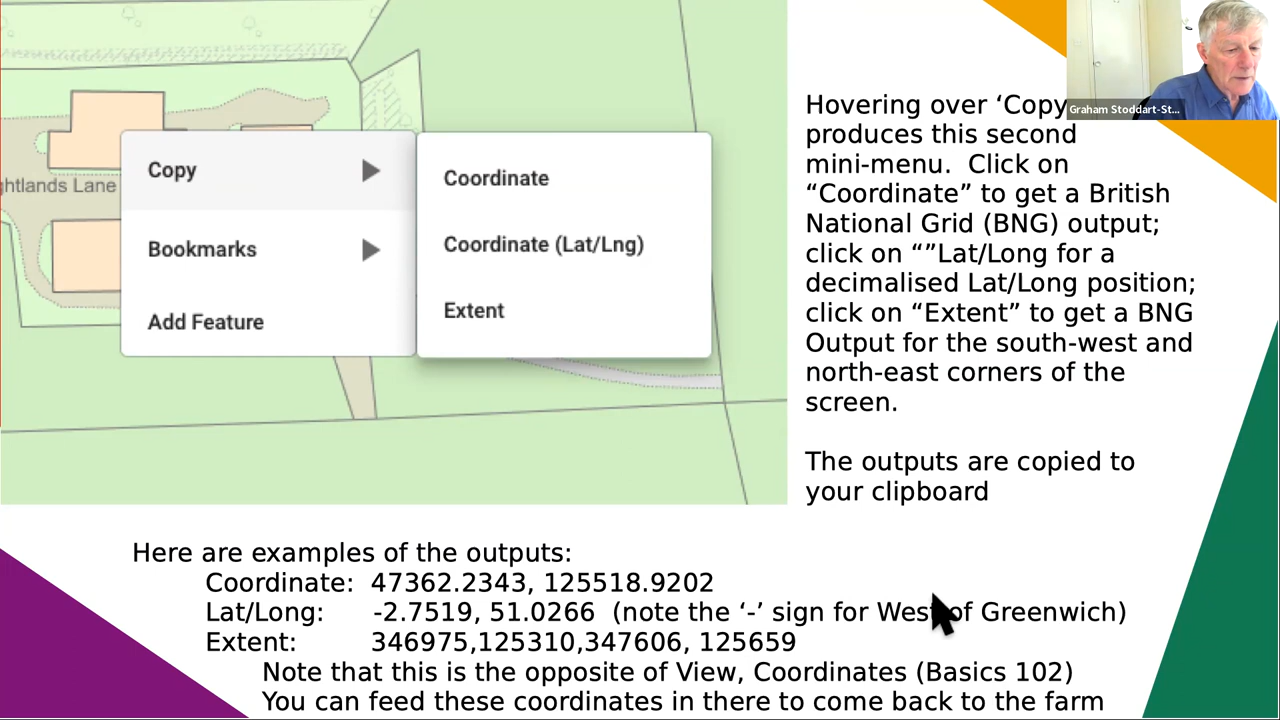 Hovering over ‘Copy
produces this second
mini-menu.  Click on
“Coordinate” to get a British
National Grid (BNG) output;
click on “”Lat/Long for a
decimalised Lat/Long position;
click on “Extent” to get a BNG
Output for the south-west and
north-east corners of the
screen.
The outputs are copied to
your clipboard
Graham Stoddart-St...
ghtlands Lane
Copy
Bookmarks
Add Feature
Coordinate
Coordinate (Lat/Lng)
Extent
Here are examples of the outputs:
Coordinate: 47362.2343, 125518.9202
Lat/Long: -2.7519, 51.0266 (note the ‘-’ sign for West of Greenwich)
Extent: 346975,125310,347606, 125659
Note that this is the opposite of View, Coordinates (Basics 102)
You can feed these coordinates in there to come back to the farm